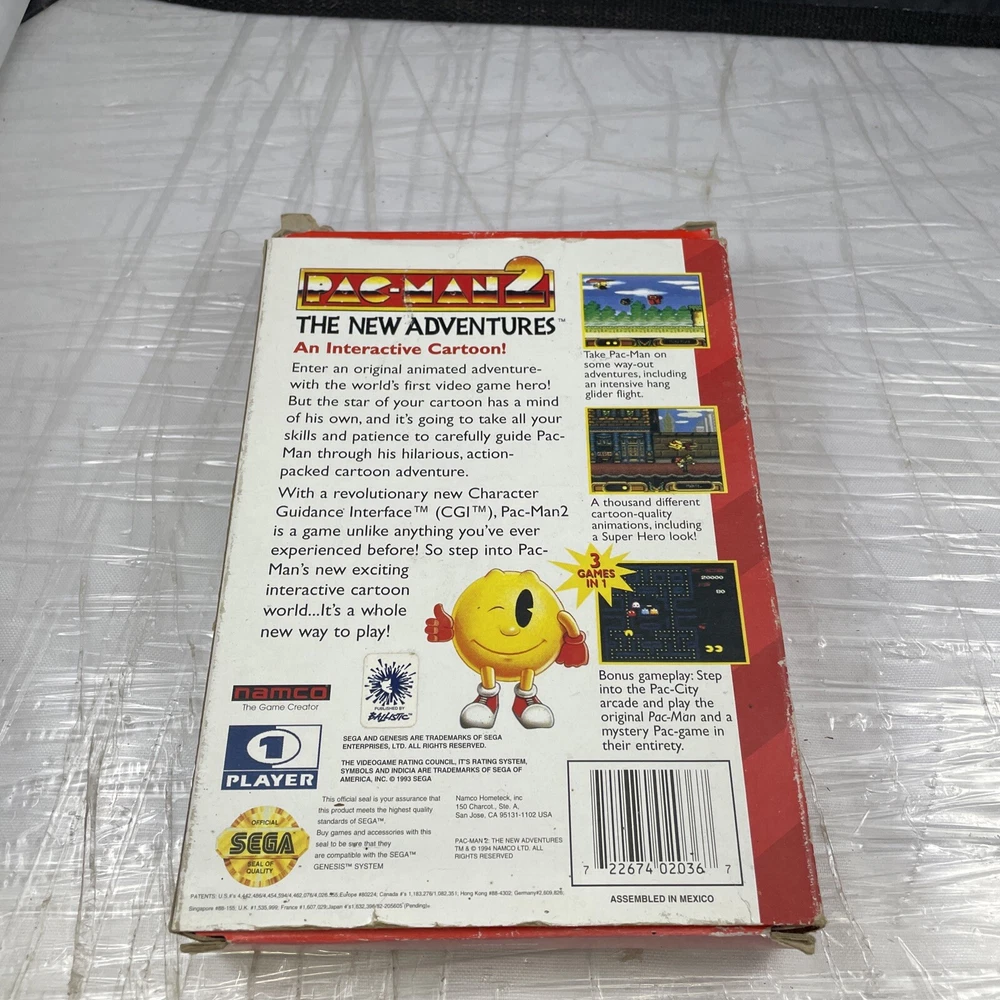 PAC-MAN 2
THE NEW ADVENTURES™
An Interactive Cartoon!
Enter an original animated adventure-
with the world's first video game hero!
But the star of your cartoon has a mind
of his own, and it's going to take all your
skills and patience to carefully guide Pac-
Man through his hilarious, action-
packed cartoon adventure.
With a revolutionary new Character
Guidance Interface™ (CGI™), Pac-Man2
is a game unlike anything you've ever
experienced before! So step into Pac-
Man's new exciting
interactive cartoon
world...It's a whole
new way to play!
Take Pac-Man on
some way-out
adventures, including
an intensive hang
glider flight.
A thousand different
cartoon-quality
animations, including
a Super Hero look!
3
GAMES
IN 1
20000
Bonus gameplay: Step
into the Pac-City
arcade and play the
original Pac-Man and a
mystery Pac-game in
their entirety.
namco
The Game Creator
PUBLISHED BY
BALLISTIC™
1
PLAYER
SEGA AND GENESIS ARE TRADEMARKS OF SEGA
ENTERPRISES, LTD. ALL RIGHTS RESERVED.
THE VIDEOGAME RATING COUNCIL, IT'S RATING SYSTEM,
SYMBOLS AND INDICIA ARE TRADEMARKS OF SEGA OF
AMERICA, INC. © 1993 SEGA
OFFICIAL
SEGA
SEAL OF
QUALITY
This official seal is your assurance that
this product meets the highest quality
standards of SEGA™.
Buy games and accessories with this
seal to be sure that they
are compatible with the SEGA™
GENESIS™ SYSTEM
Namco Hometeck, inc
150 Charcot., Ste. A,
San Jose, CA 95131-1102 USA
PAC-MAN 2: THE NEW ADVENTURES
TM & © 1994 NAMCO LTD. ALL
RIGHTS RESERVED
7 22674 02036 7
ASSEMBLED IN MEXICO
PATENTS: U.S.#'s